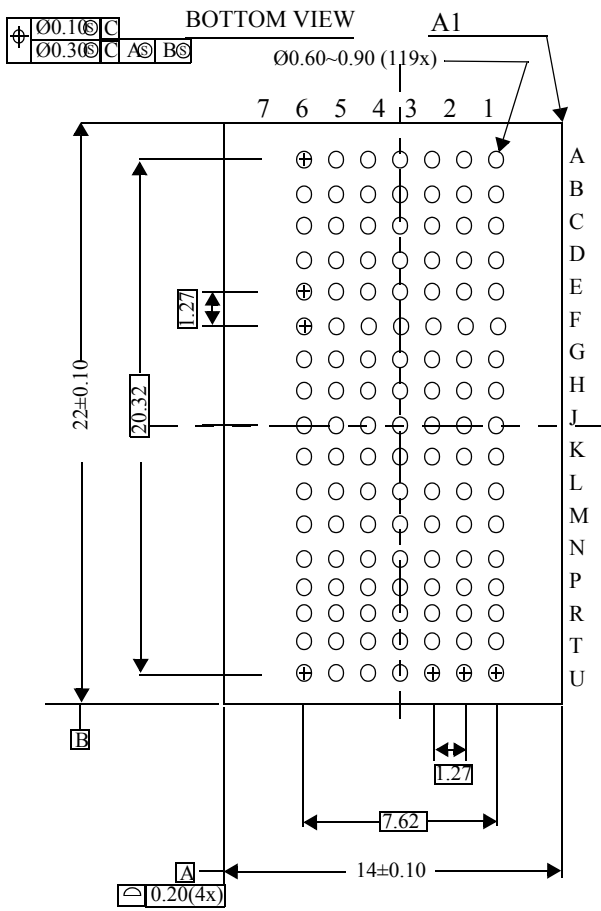 BOTTOM VIEW
A1
Ø0.10Ⓢ C
Ø0.30Ⓢ C AⓈ BⓈ
Ø0.60~0.90 (119x)
7 6 5 4 3 2 1
A
B
C
D
E
F
G
H
J
K
L
M
N
P
R
T
U
1.27
22±0.10
20.32
B
1.27
7.62
A
14±0.10
0.20(4x)